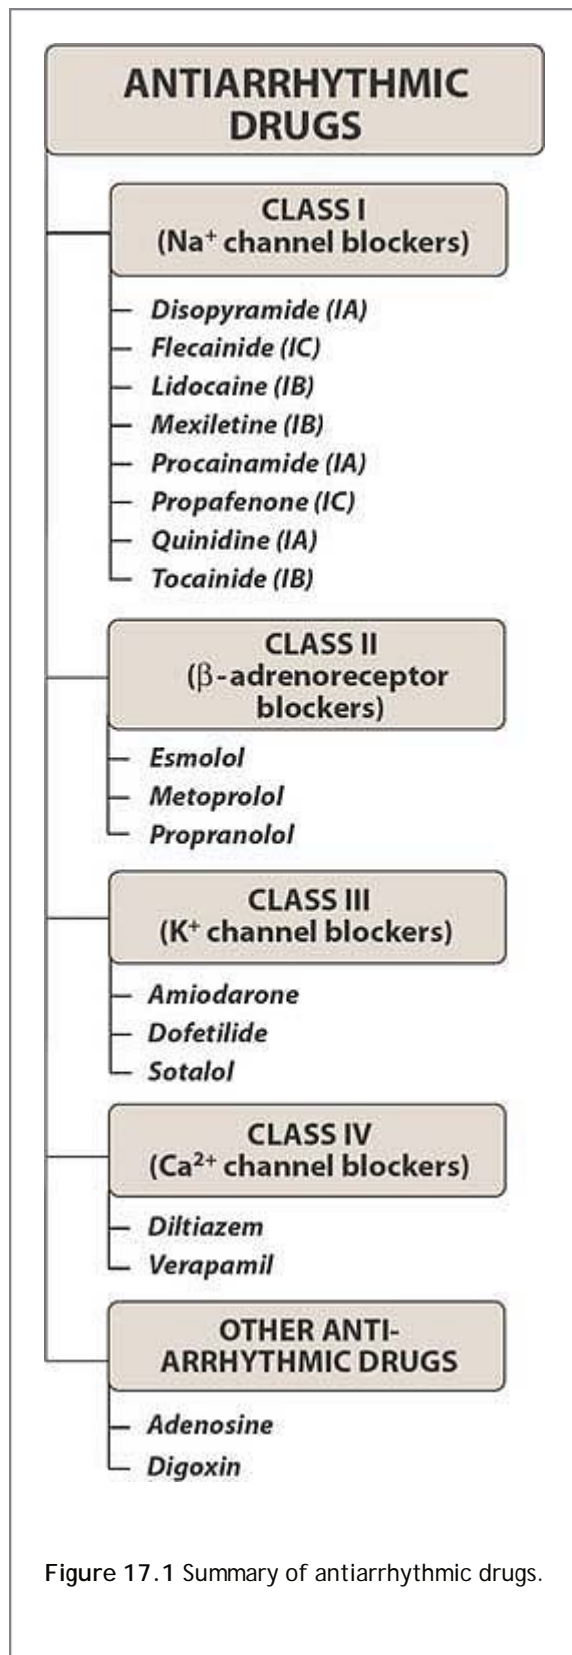 ANTIARRHYTHMIC
DRUGS
CLASS I
(Na⁺ channel blockers)
Disopyramide (IA)
Flecainide (IC)
Lidocaine (IB)
Mexiletine (IB)
Procainamide (IA)
Propafenone (IC)
Quinidine (IA)
Tocainide (IB)
CLASS II
(β-adrenoreceptor
blockers)
Esmolol
Metoprolol
Propranolol
CLASS III
(K⁺ channel blockers)
Amiodarone
Dofetilide
Sotalol
CLASS IV
(Ca²⁺ channel blockers)
Diltiazem
Verapamil
OTHER ANTI-
ARRHYTHMIC DRUGS
Adenosine
Digoxin
Figure 17.1 Summary of antiarrhythmic drugs.